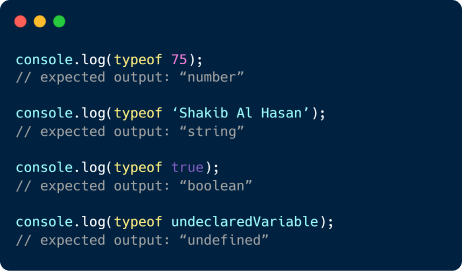 console.log(typeof 75);
// expected output: “number”
console.log(typeof ‘Shakib Al Hasan’);
// expected output: “string”
console.log(typeof true);
// expected output: “boolean”
console.log(typeof undeclaredVariable);
// expected output: “undefined”